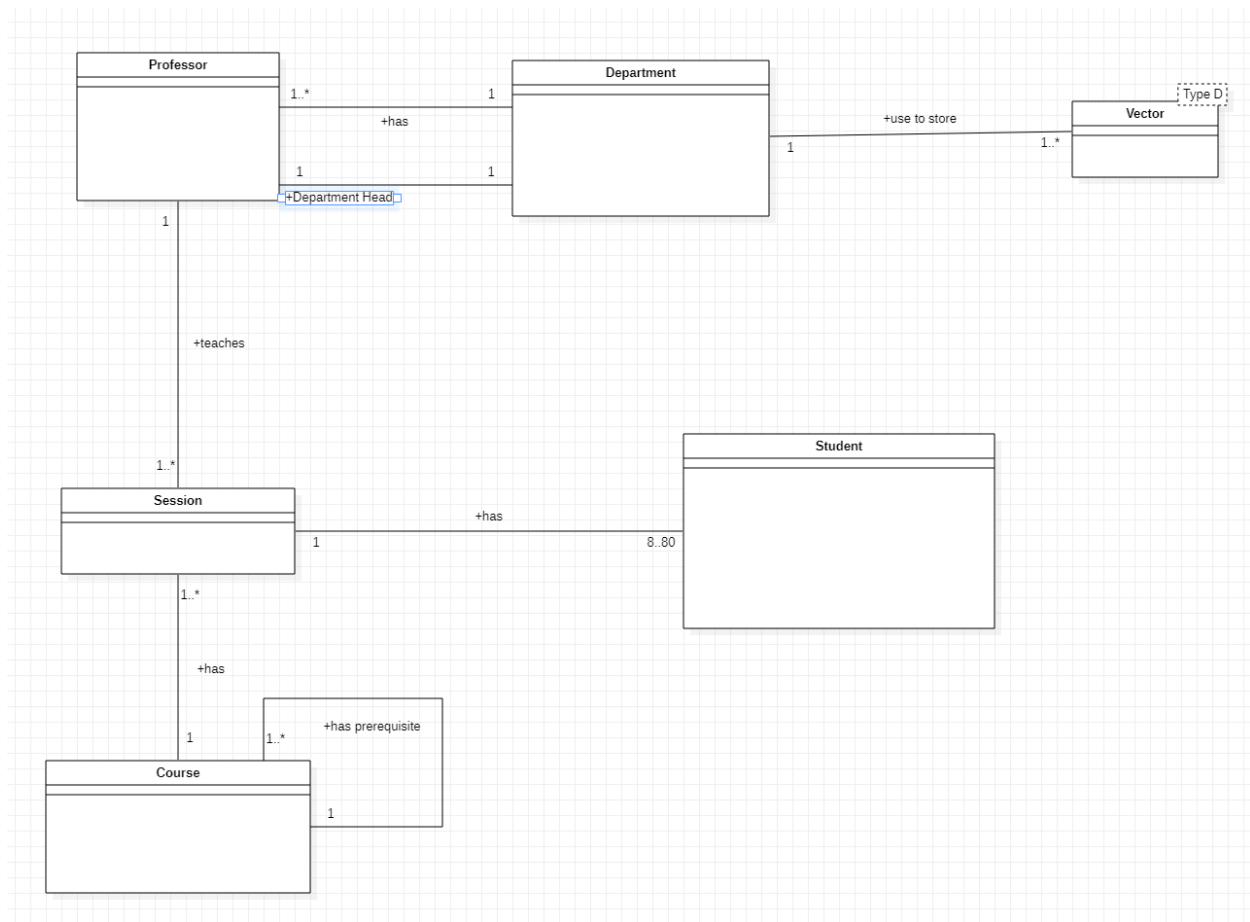 Professor
Department
Type D
Vector
1..*
1
+has
+use to store
1
1..*
1
1
+Department Head
1
+teaches
1..*
Session
Student
+has
1
8..80
1..*
+has
+has prerequisite
1
1..*
Course
1